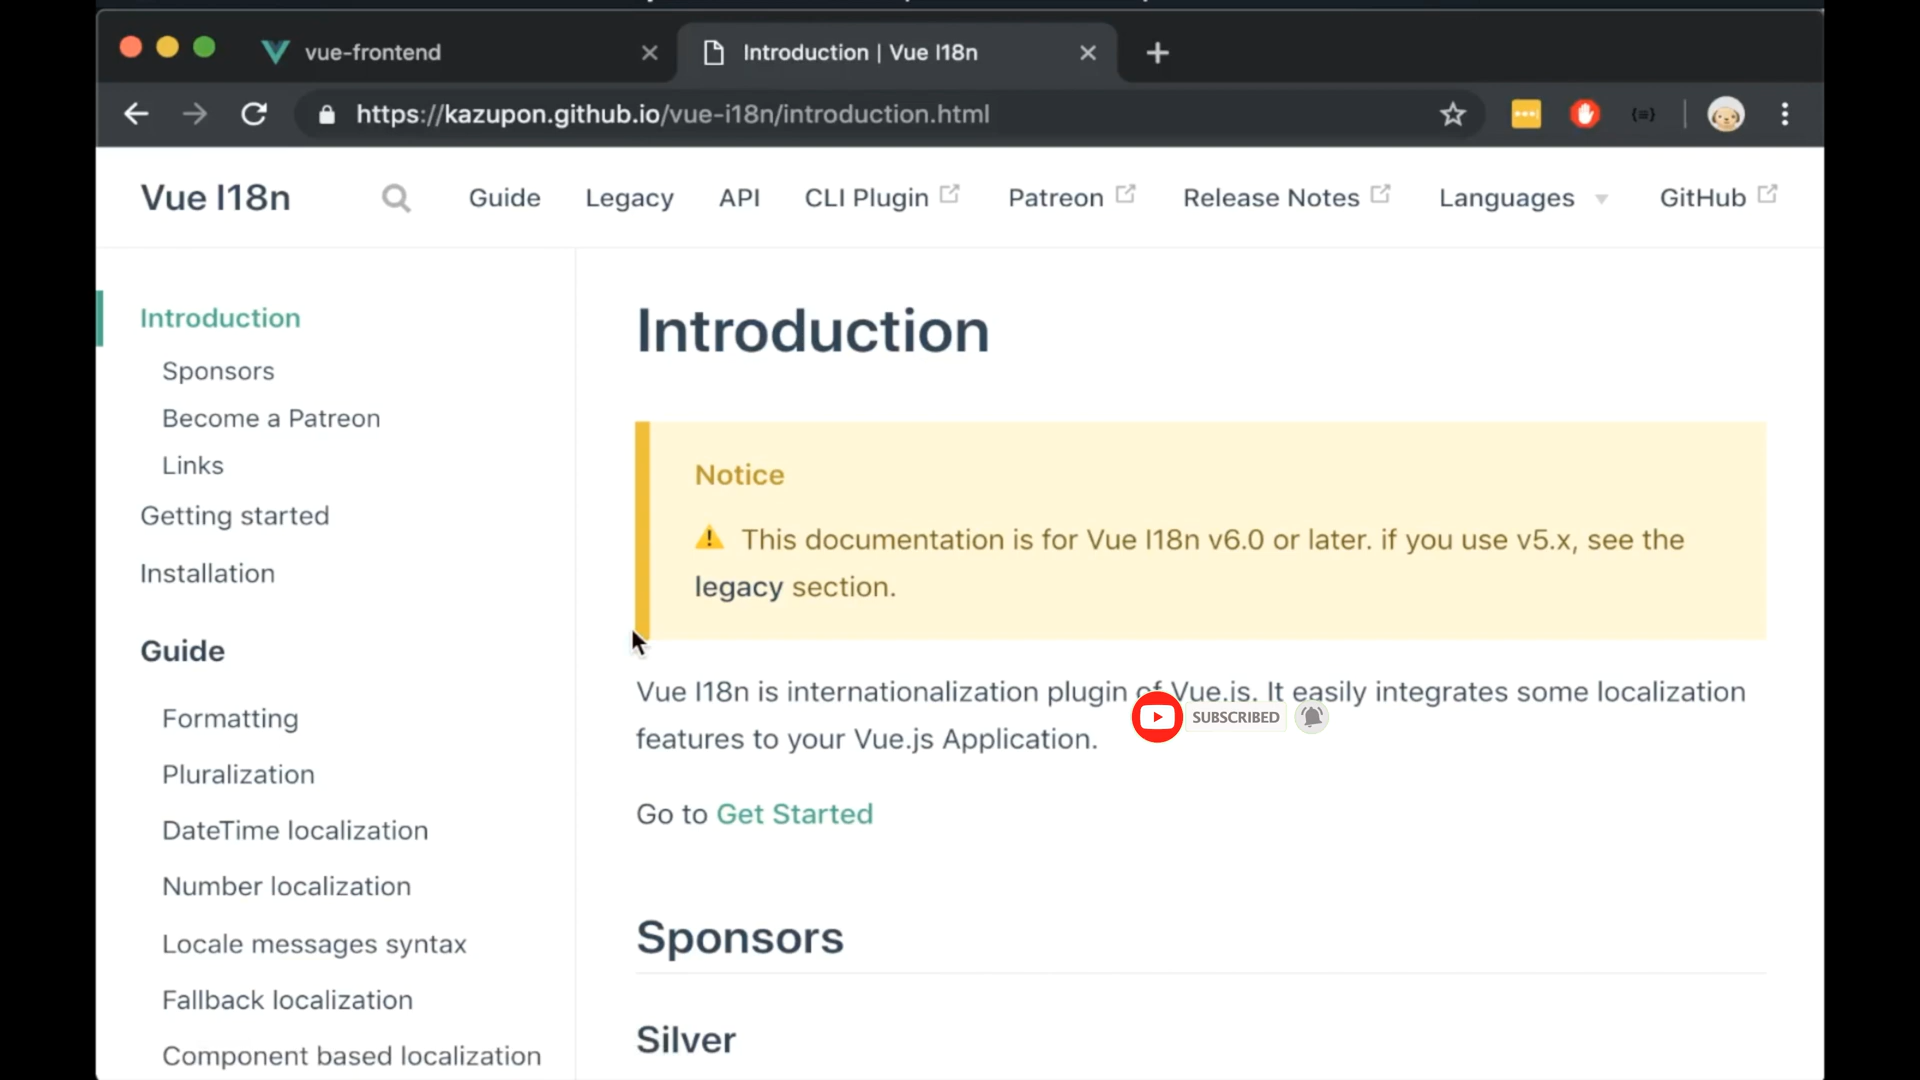 vue-frontend
Introduction | Vue I18n
https://kazupon.github.io/vue-i18n/introduction.html
Vue I18n
Guide
Legacy
API
CLI Plugin
Patreon
Release Notes
Languages
GitHub
Introduction
Sponsors
Become a Patreon
Links
Getting started
Installation
Guide
Formatting
Pluralization
DateTime localization
Number localization
Locale messages syntax
Fallback localization
Component based localization
Introduction
Notice
This documentation is for Vue I18n v6.0 or later. if you use v5.x, see the
legacy section.
Vue I18n is internationalization plugin of Vue.js. It easily integrates some localization
features to your Vue.js Application.
SUBSCRIBED
Go to Get Started
Sponsors
Silver